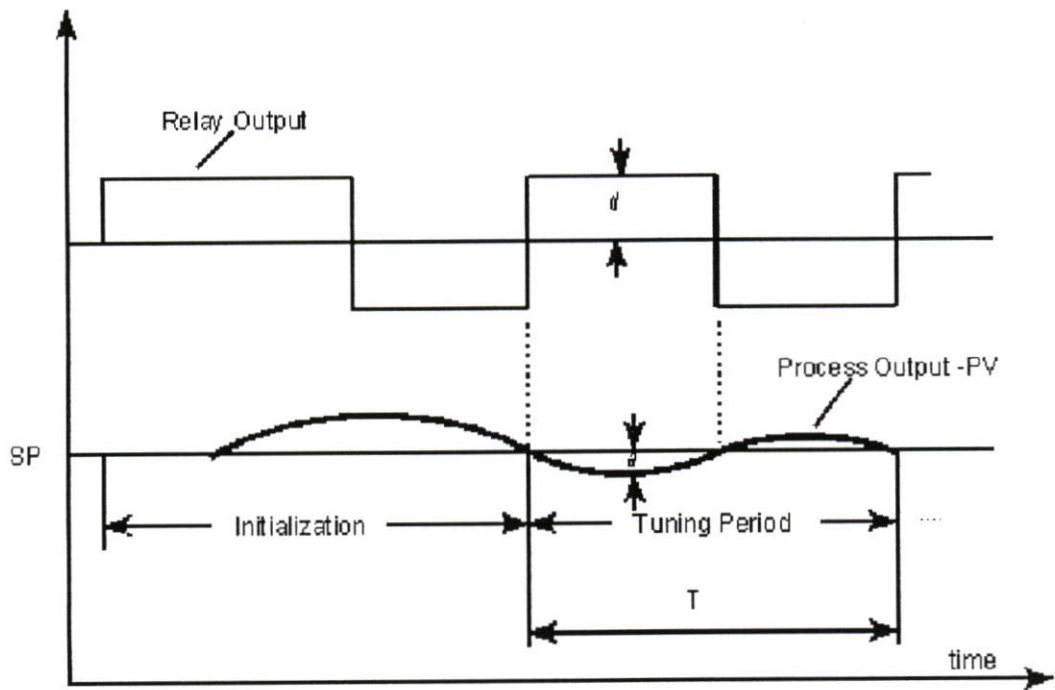 Relay Output
d
Process Output -PV
SP
Initialization
Tuning Period
T
time